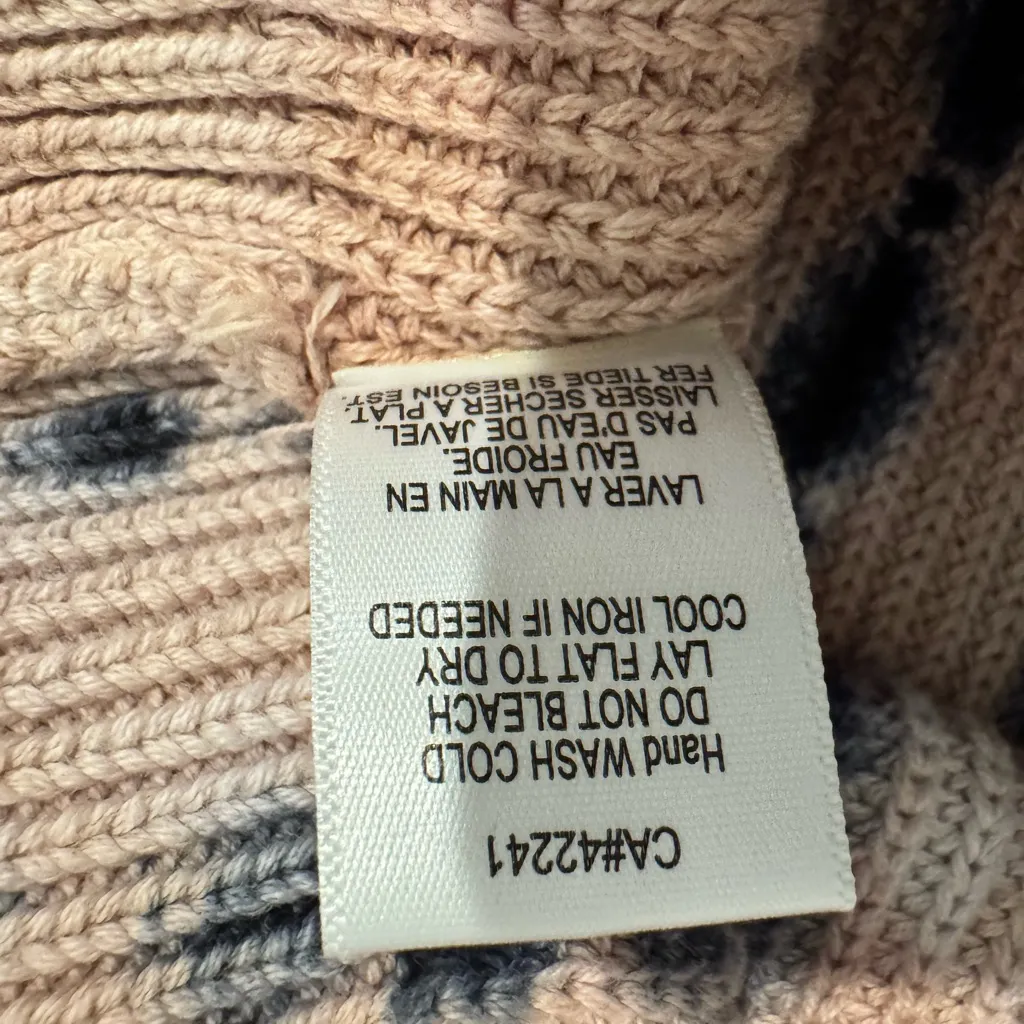 CA#42241
Hand WASH COLD
DO NOT BLEACH
LAY FLAT TO DRY
COOL IRON IF NEEDED
LAVER A LA MAIN EN
EAU FROIDE.
PAS D'EAU DE JAVEL.
LAISSER SECHER A PLAT.
FER TIEDE SI BESOIN EST.